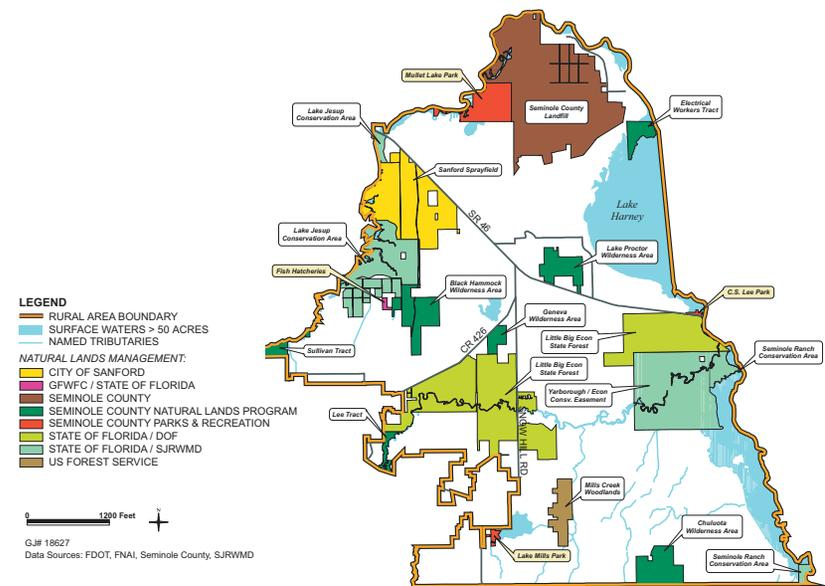 Mullet Lake Park
Seminole County
Landfill
Electrical
Workers Tract
Lake Jesup
Conservation Area
Sanford Sprayfield
Lake
Harney
SR 46
Lake Jesup
Conservation Area
Lake Proctor
Wilderness Area
Fish Hatcheries
Black Hammock
Wilderness Area
C.S. Lee Park
Geneva
Wilderness Area
CR 426
Little Big Econ
State Forest
Sullivan Tract
Seminole Ranch
Conservation Area
Little Big Econ
State Forest
Yarborough / Econ
Consv. Easement
Lee Tract
SNOW HILL RD
Mills Creek
Woodlands
Chuluota
Wilderness Area
Lake Mills Park
Seminole Ranch
Conservation Area
LEGEND
RURAL AREA BOUNDARY
SURFACE WATERS > 50 ACRES
NAMED TRIBUTARIES
NATURAL LANDS MANAGEMENT:
CITY OF SANFORD
GFWFC / STATE OF FLORIDA
SEMINOLE COUNTY
SEMINOLE COUNTY NATURAL LANDS PROGRAM
SEMINOLE COUNTY PARKS & RECREATION
STATE OF FLORIDA / DOF
STATE OF FLORIDA / SJRWMD
US FOREST SERVICE
0 1200 Feet
N
GJ# 18627
Data Sources: FDOT, FNAI, Seminole County, SJRWMD